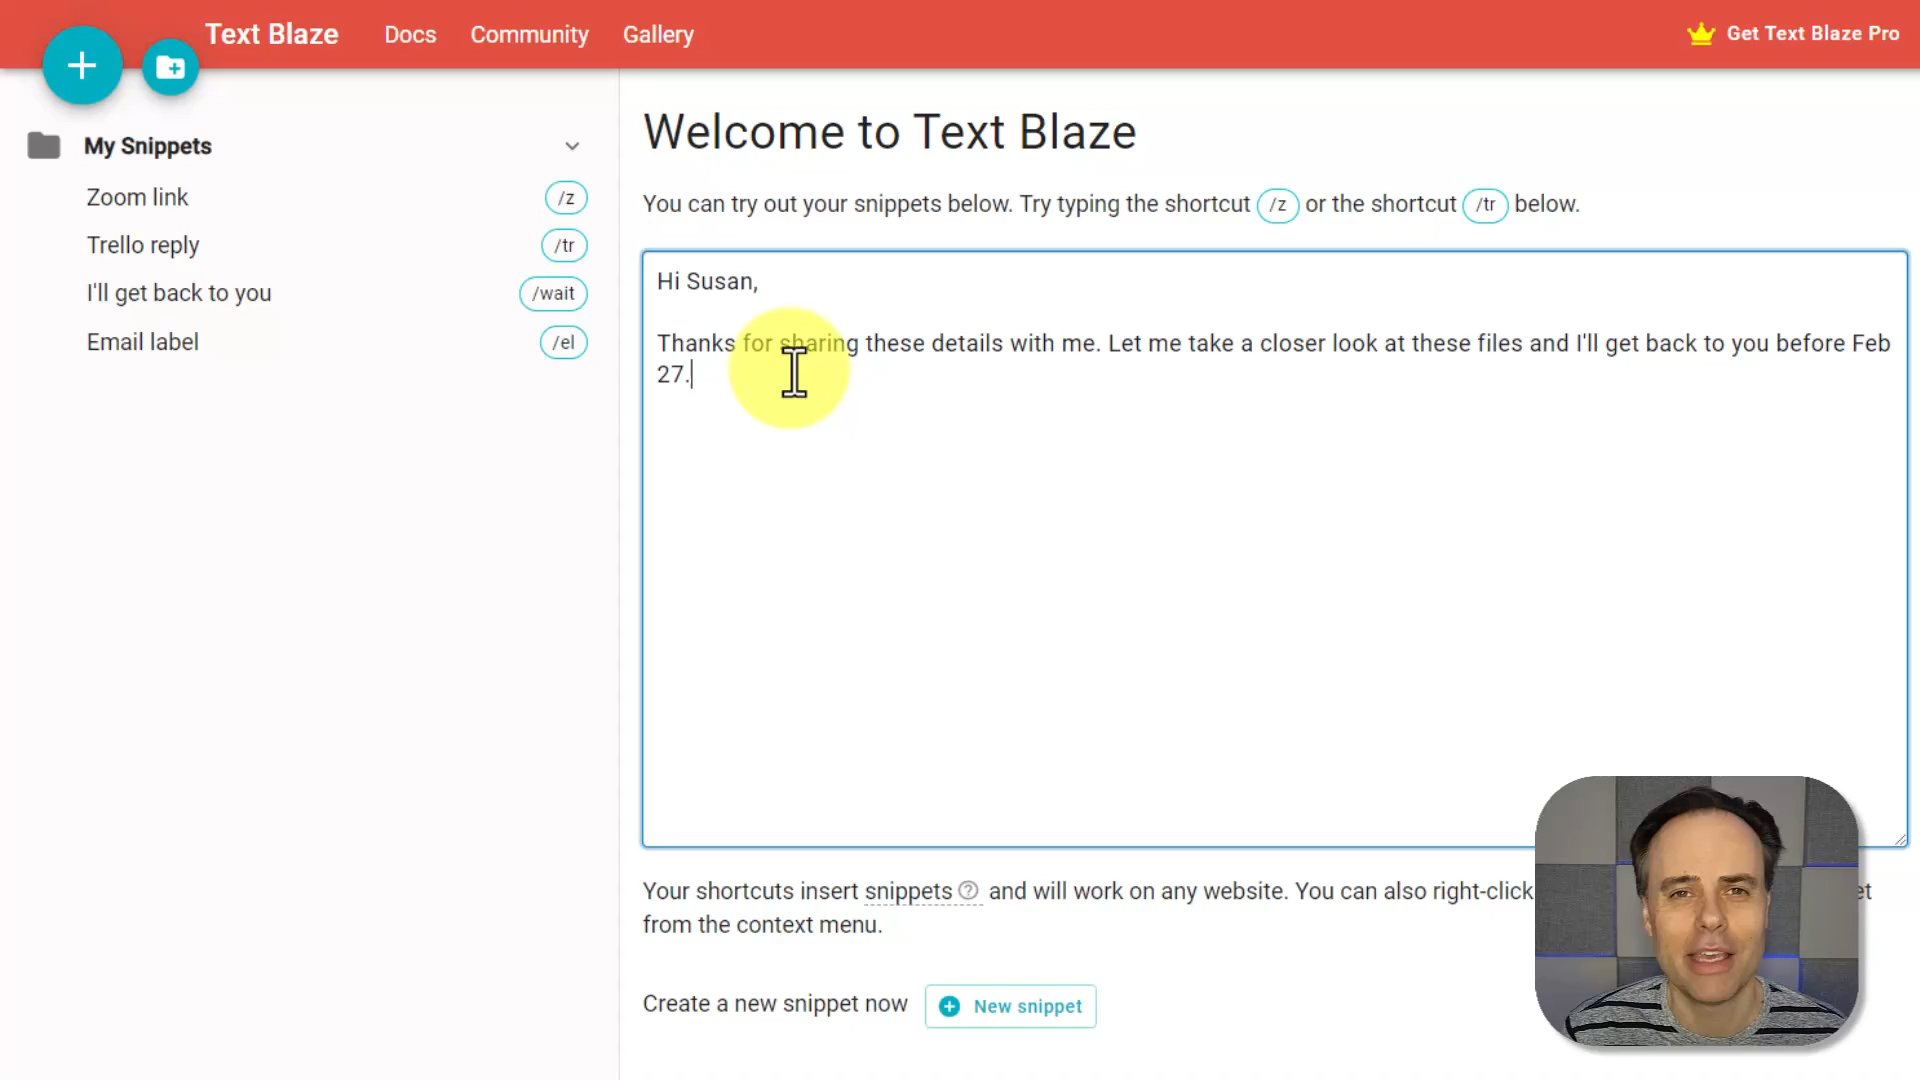 Text Blaze Docs Community Gallery Get Text Blaze Pro
My Snippets
Zoom link /z
Trello reply /tr
I'll get back to you /wait
Email label /el
Welcome to Text Blaze
You can try out your snippets below. Try typing the shortcut /z or the shortcut /tr below.
Hi Susan,
Thanks for sharing these details with me. Let me take a closer look at these files and I'll get back to you before Feb
27.
Your shortcuts insert snippets and will work on any website. You can also right-click
from the context menu.
Create a new snippet now New snippet